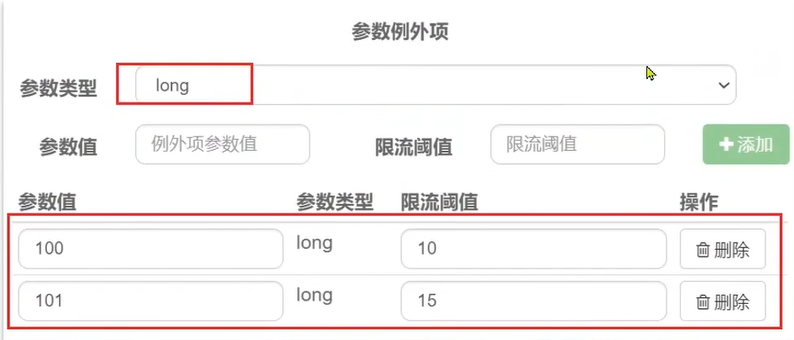 参数例外项
参数类型 long
参数值 例外项参数值 限流阈值 限流阈值 添加
参数值 参数类型 限流阈值 操作
100 long 10 删除
101 long 15 删除